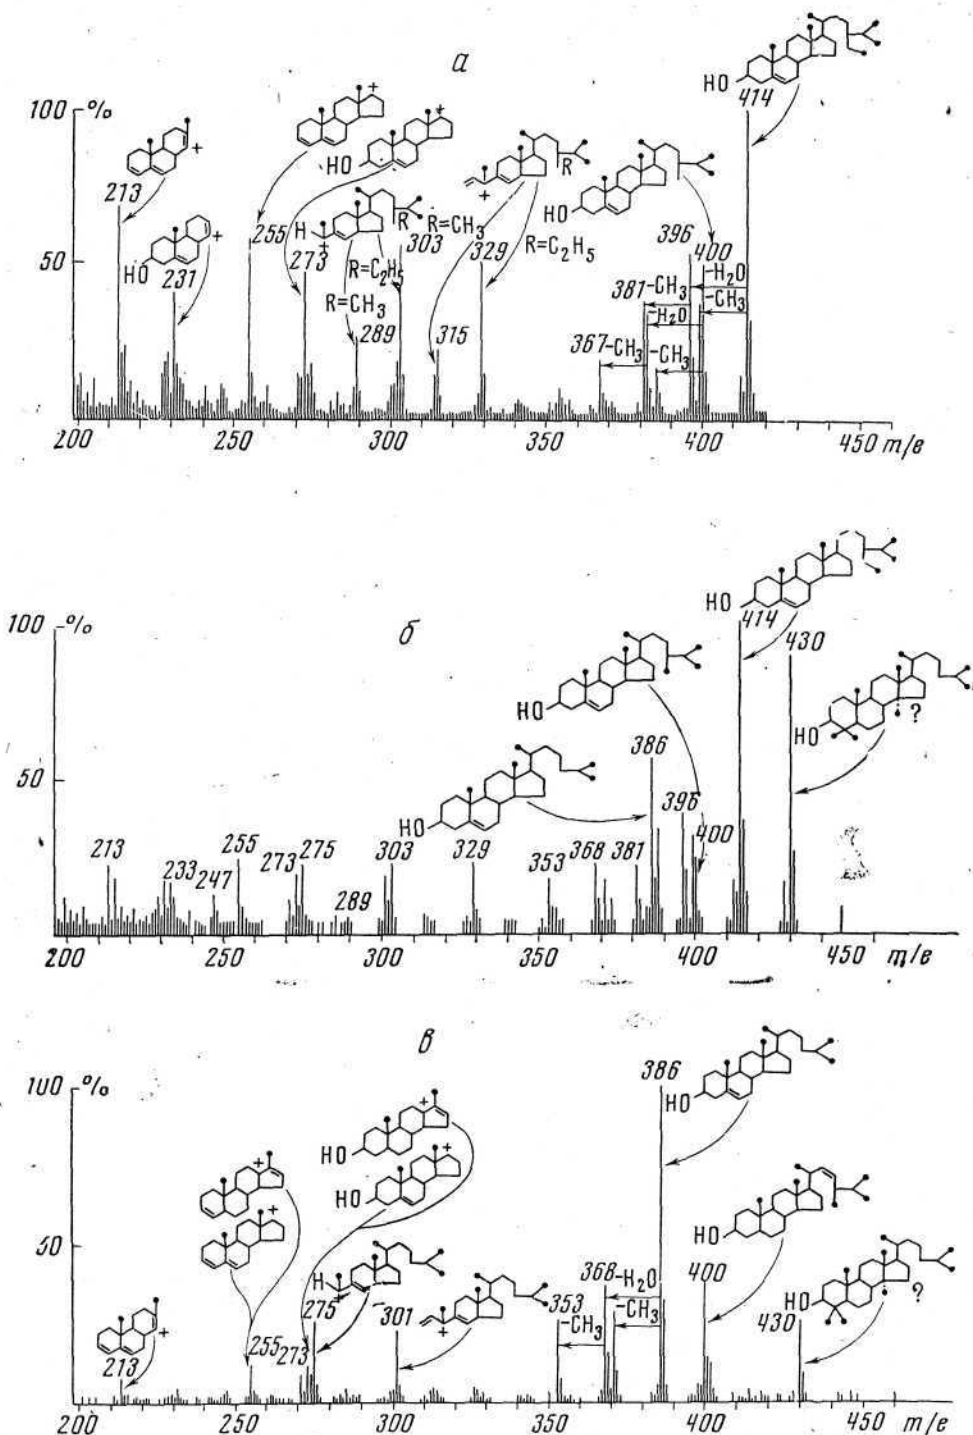 а
HO
414
100 %
213
HO
231
255
HO
273
H
+
R
R=C₂H₅
R=CH₃
289
303
R
R=CH₃
R=C₂H₅
315
329
HO
396
400
-H₂O
381-CH₃
-CH₃
-H₂O
367-CH₃
-CH₃
50
200 250 300 350 400 450 m/e
б
HO
414
430
HO
?
HO
386
HO
396
400
100 %
50
213
233
247
255
273
275
289
303
329
353
368
381
200 250 300 350 400 450 m/e
в
HO
386
HO
HO
HO
400
HO
?
430
100 %
50
213
255
273
275
H
301
353
-CH₃
368-H₂O
-CH₃
200 250 300 350 400 450 m/e